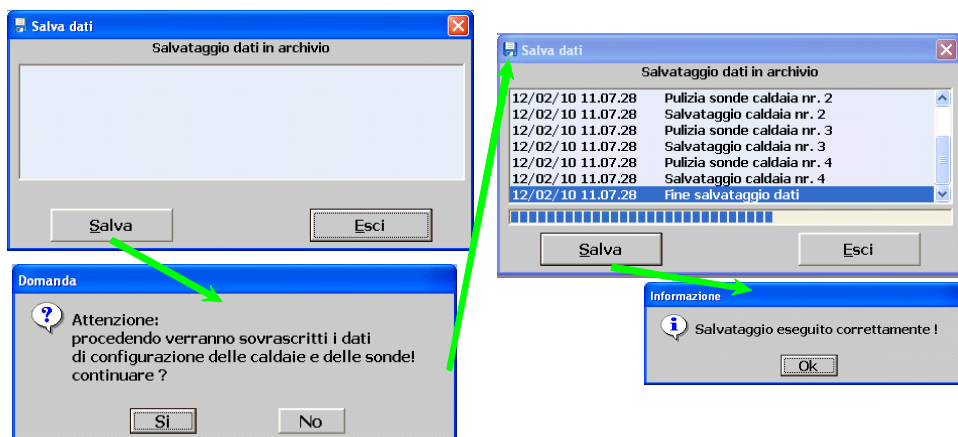 Salva dati
Salvataggio dati in archivio
Salva
Esci
Domanda
Attenzione:
procedendo verranno sovrascritti i dati
di configurazione delle caldaie e delle sonde!
continuare ?
Si
No
Salva dati
Salvataggio dati in archivio
12/02/10 11.07.28 Pulizia sonde caldaia nr. 2
12/02/10 11.07.28 Salvataggio caldaia nr. 2
12/02/10 11.07.28 Pulizia sonde caldaia nr. 3
12/02/10 11.07.28 Salvataggio caldaia nr. 3
12/02/10 11.07.28 Pulizia sonde caldaia nr. 4
12/02/10 11.07.28 Salvataggio caldaia nr. 4
12/02/10 11.07.28 Fine salvataggio dati
Salva
Esci
Informazione
Salvataggio eseguito correttamente !
Ok